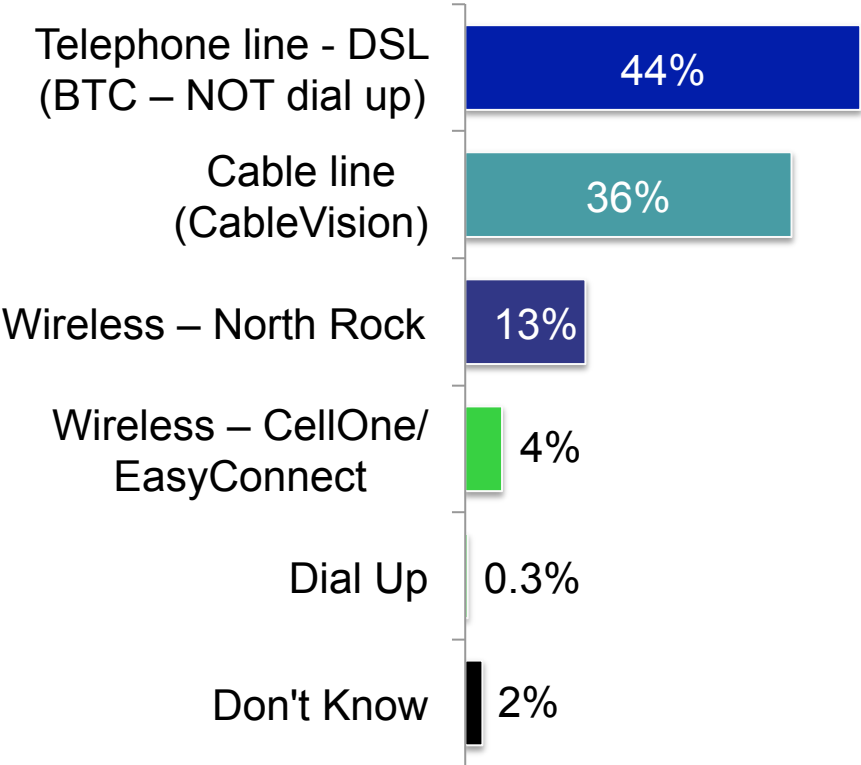 Telephone line - DSL
(BTC – NOT dial up)
44%
Cable line
(CableVision)
36%
Wireless – North Rock
13%
Wireless – CellOne/
EasyConnect
4%
Dial Up
0.3%
Don't Know
2%